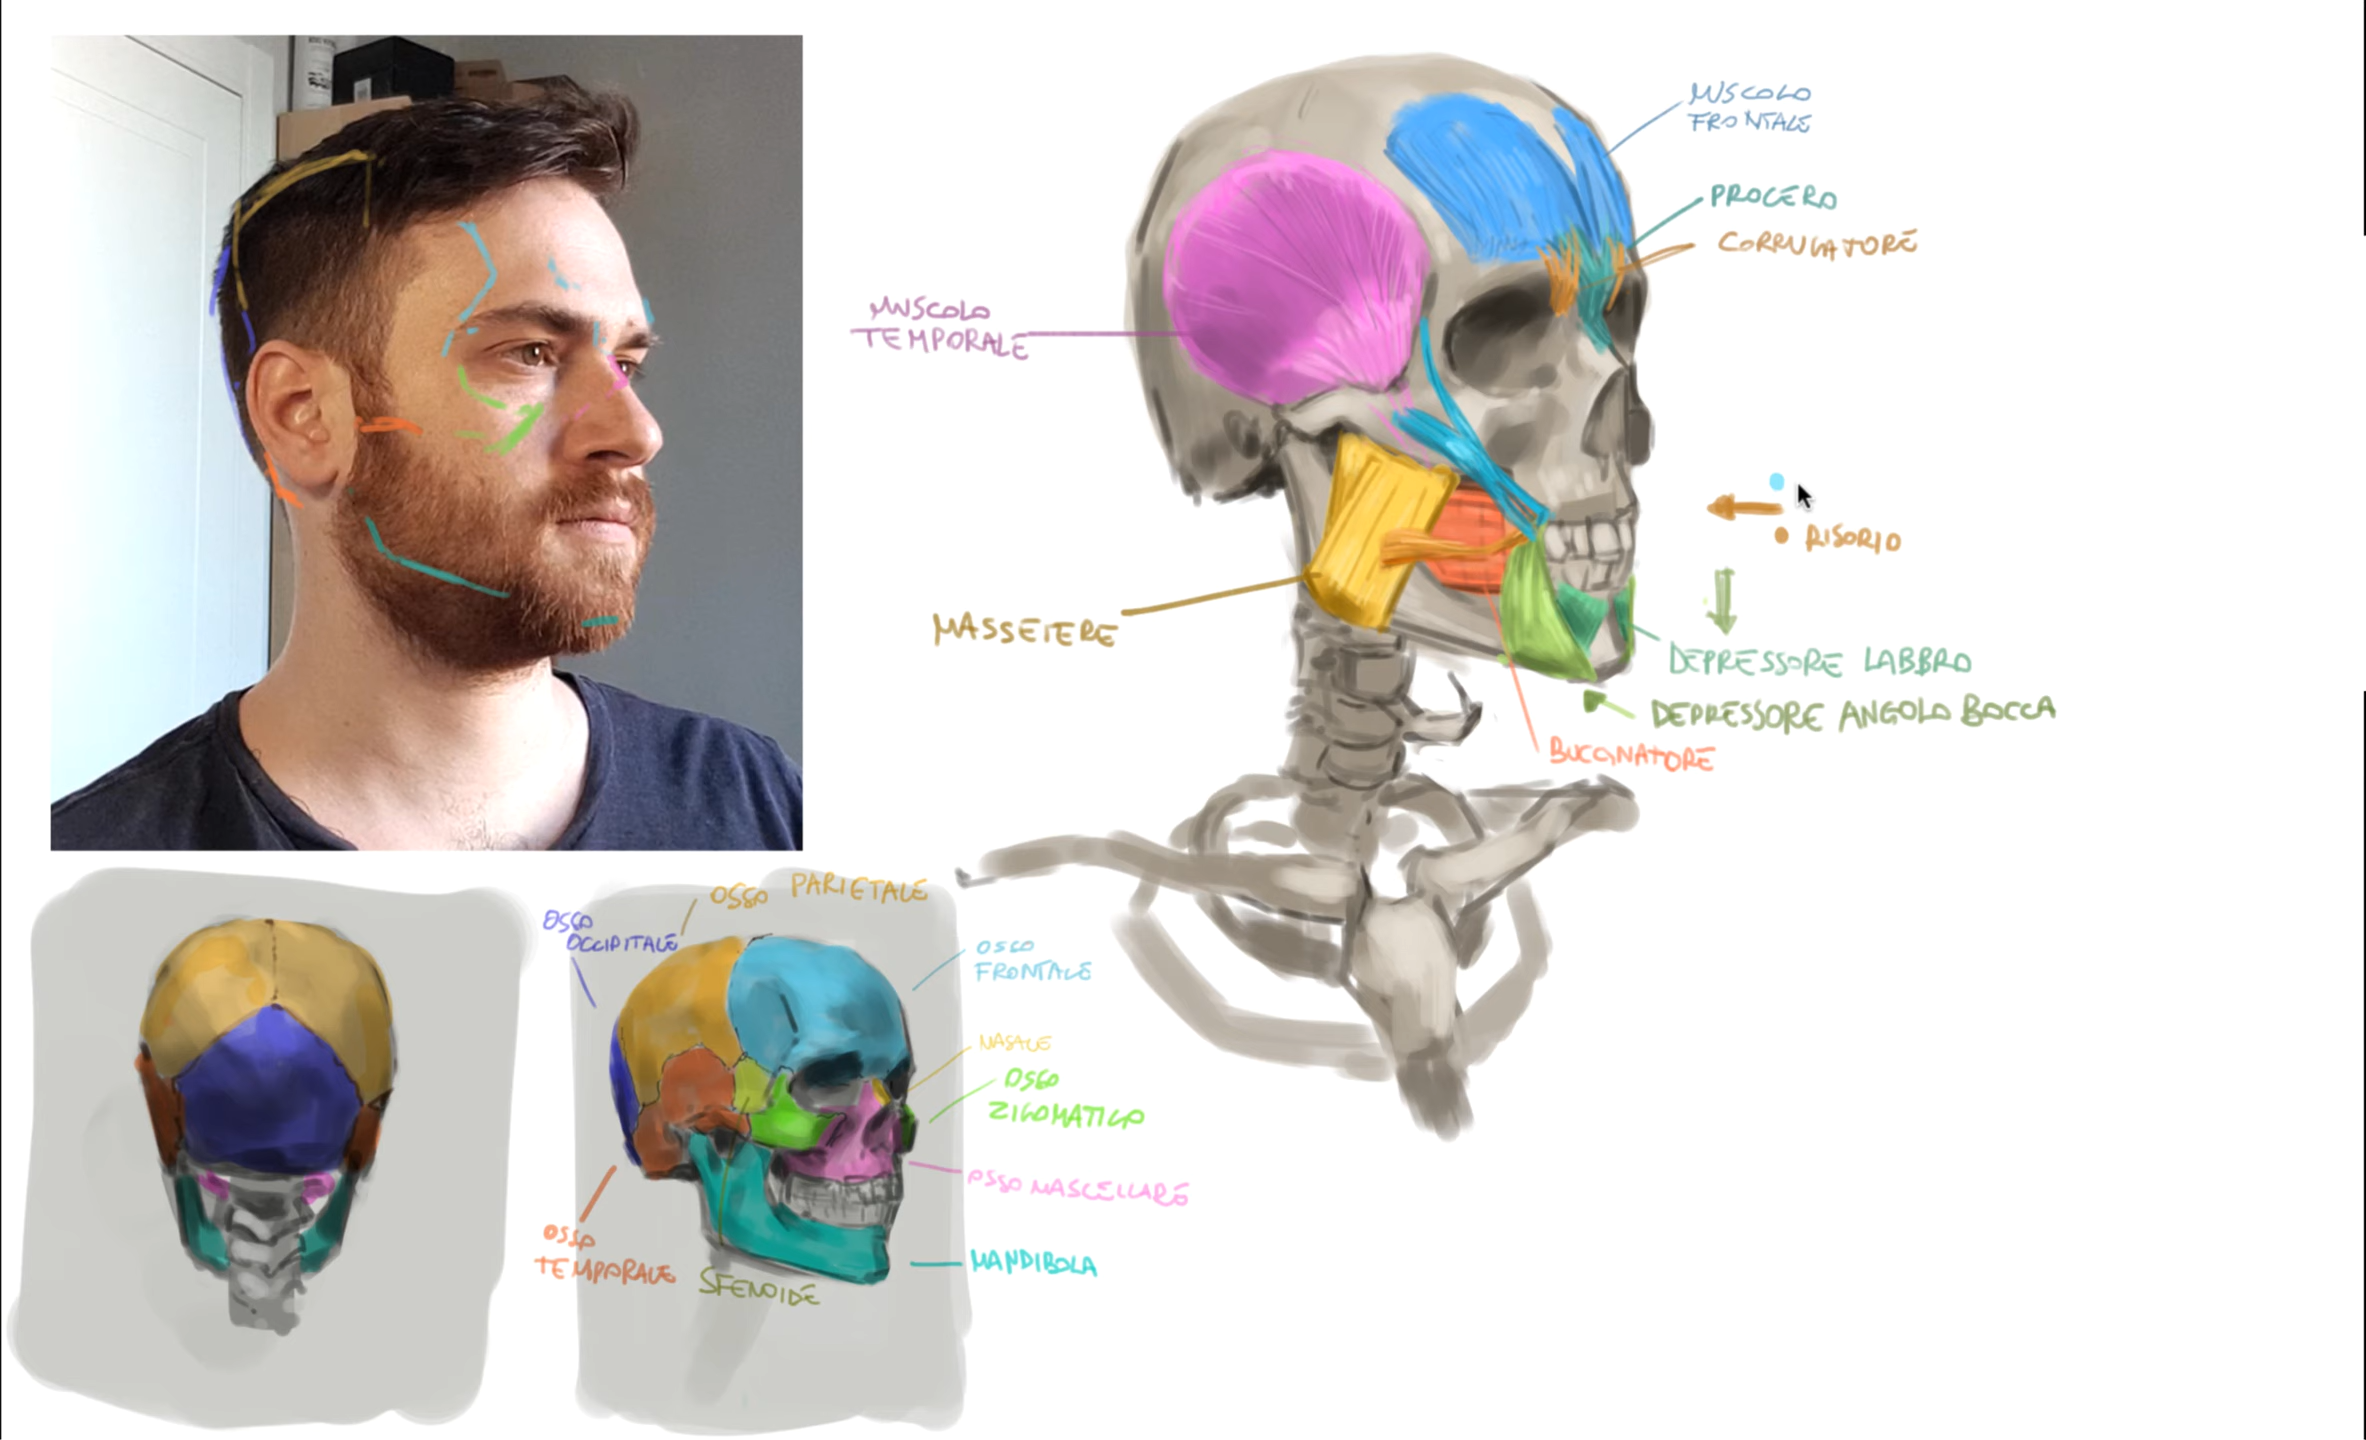 MUSCOLO
FRONTALE
PROCERO
CORRUGATORE
MUSCOLO
TEMPORALE
RISORIO
MASSETERE
DEPRESSORE LABBRO
DEPRESSORE ANGOLO BOCCA
BUCCINATORE
OSSO PARIETALE
OSSO
OCCIPITALE
OSSO
FRONTALE
NASALE
OSSO
ZIGOMATICO
OSSO MASCELLARE
OSSO
TEMPORALE
SFENOIDE
MANDIBOLA